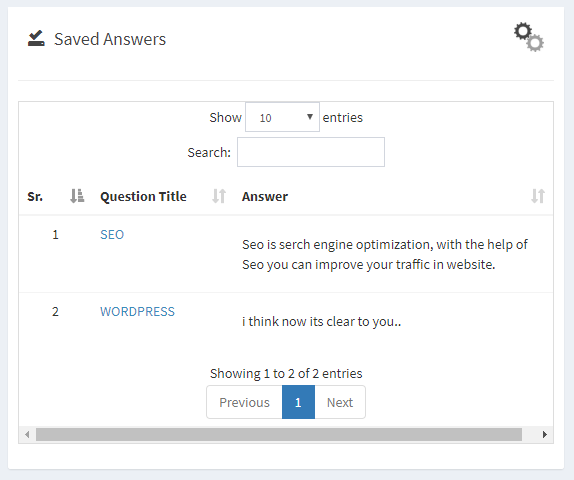 Saved Answers
Show 10 entries
Search:
Sr. Question Title Answer
1 SEO Seo is serch engine optimization, with the help of
Seo you can improve your traffic in website.
2 WORDPRESS i think now its clear to you..
Showing 1 to 2 of 2 entries
Previous 1 Next